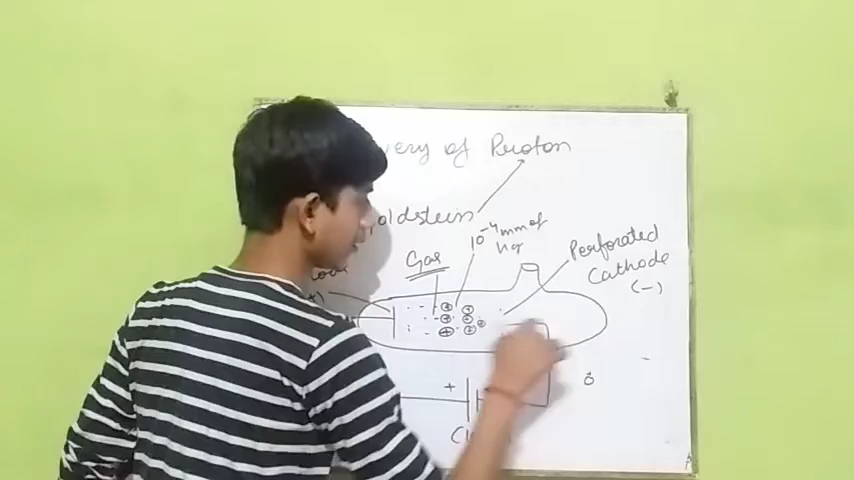 very of Proton
oldstein
10⁻⁴ mm of
Hg
Gas
Perforated
Cathode
(-)
+